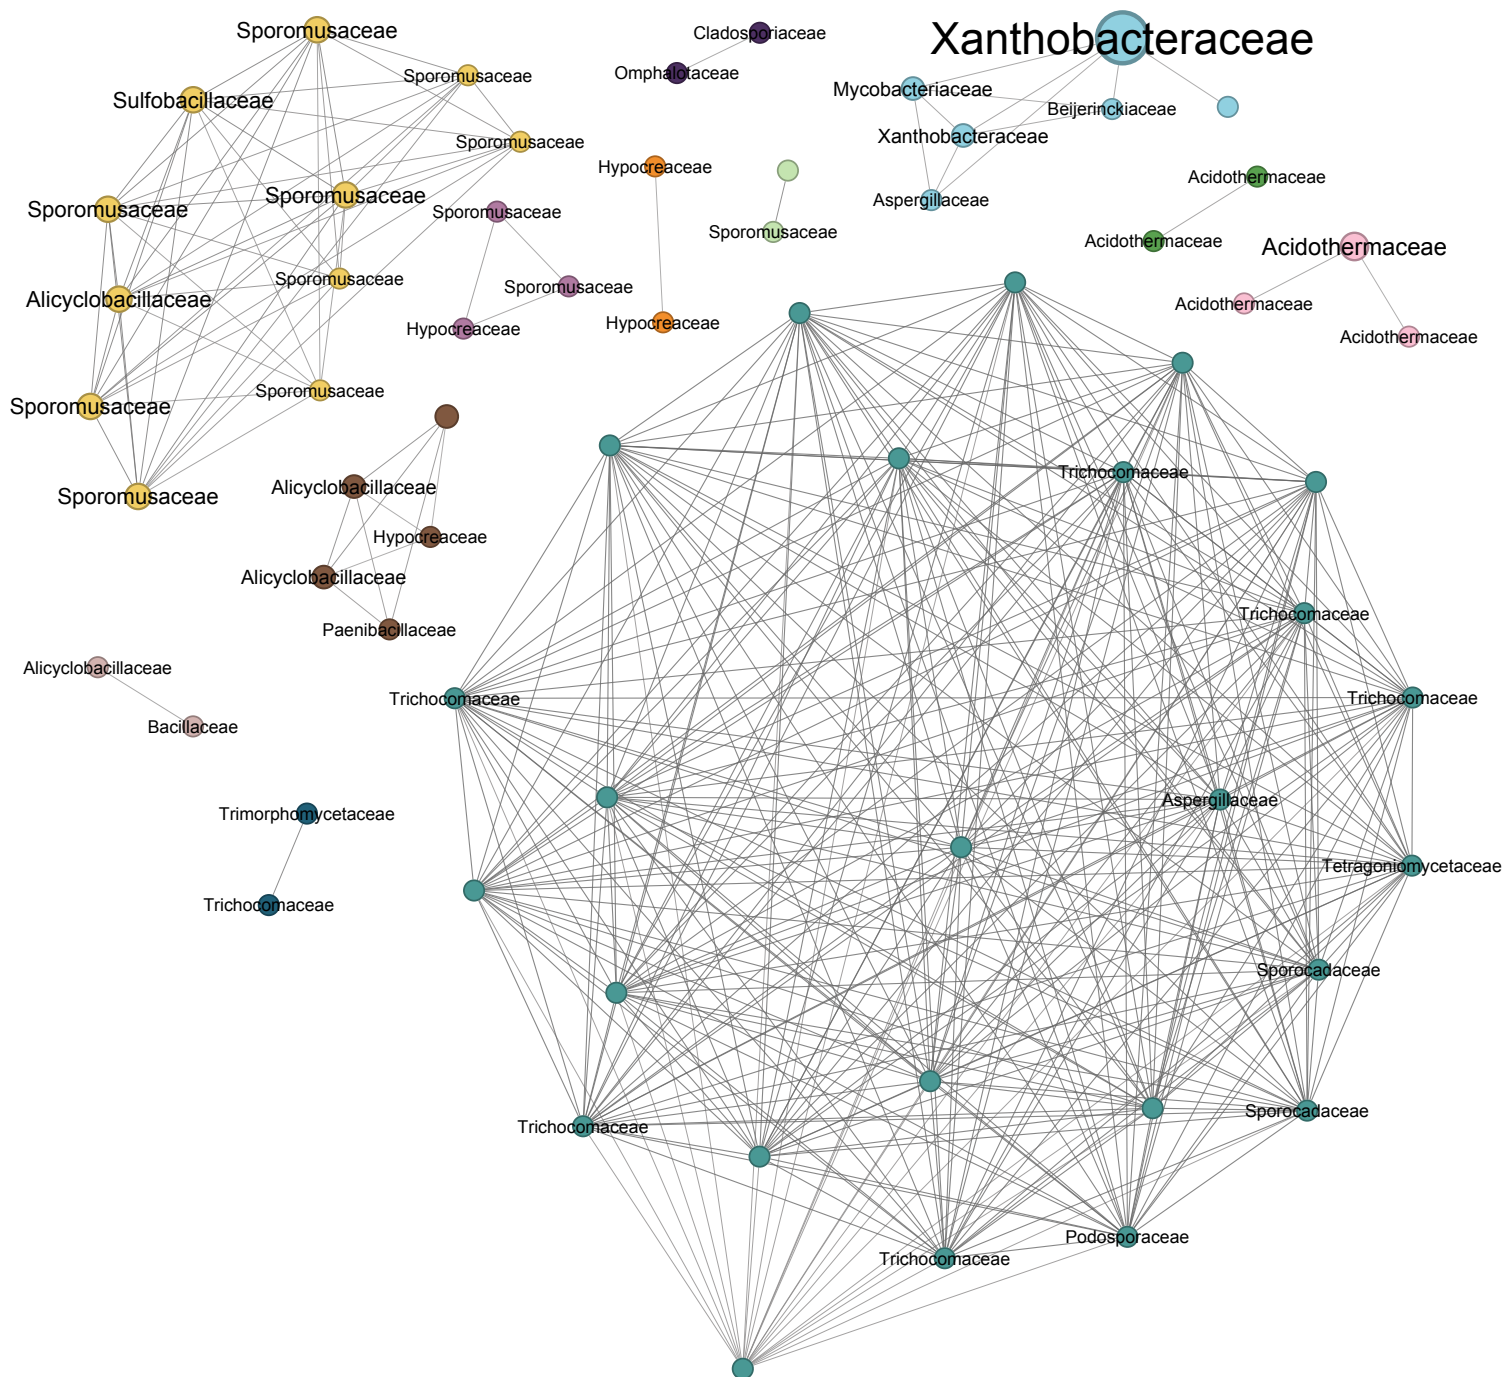 Sporomusaceae
Cladosporiaceae
Xanthobacteraceae
Omphalotaceae
Sporomusaceae
Mycobacteriaceae
Sulfobacillaceae
Beijerinckiaceae
Xanthobacteraceae
Sporomusaceae
Hypocreaceae
Acidothermaceae
Sporomusaceae
Aspergillaceae
Sporomusaceae
Sporomusaceae
Sporomusaceae
Acidothermaceae
Acidothermaceae
Sporomusaceae
Sporomusaceae
Alicyclobacillaceae
Acidothermaceae
Hypocreaceae
Hypocreaceae
Acidothermaceae
Sporomusaceae
Sporomusaceae
Trichocomaceae
Alicyclobacillaceae
Sporomusaceae
Hypocreaceae
Alicyclobacillaceae
Trichocomaceae
Paenibacillaceae
Alicyclobacillaceae
Trichocomaceae
Trichocomaceae
Bacillaceae
Aspergillaceae
Trimorphomycetaceae
Tetragoniomycetaceae
Trichocomaceae
Sporocadaceae
Sporocadaceae
Trichocomaceae
Podosporaceae
Trichocomaceae